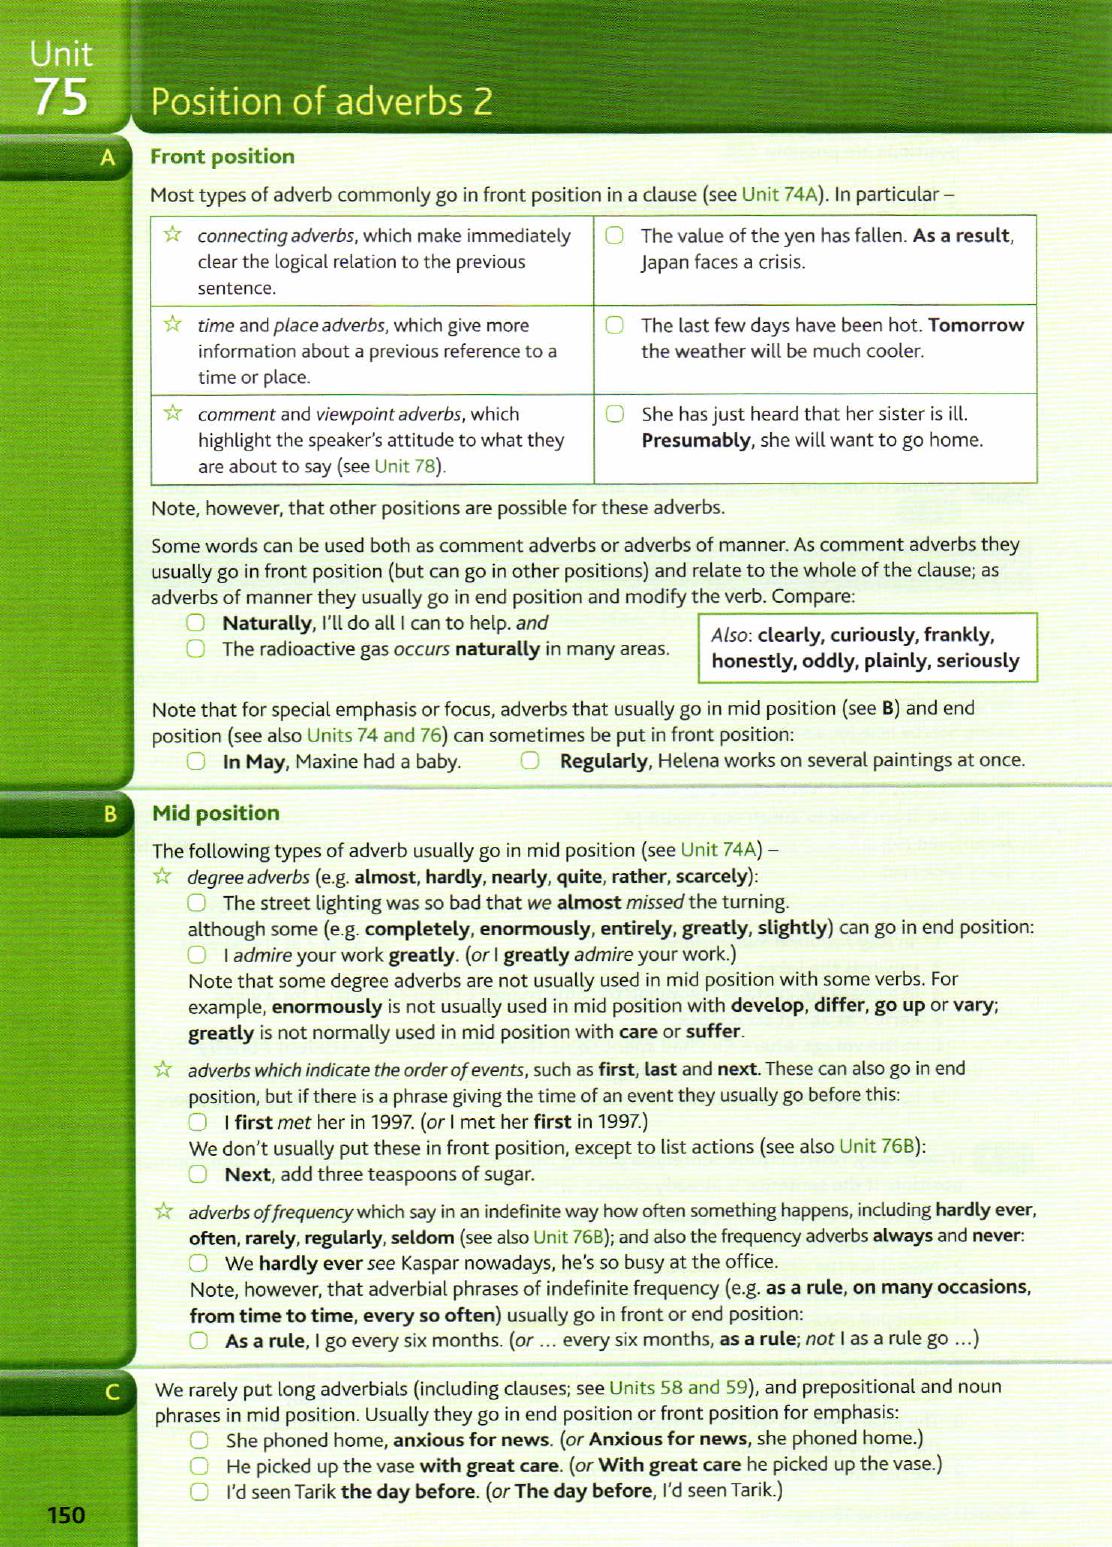 Unit
75
Position of adverbs 2
A
Front position
Most types of adverb commonly go in front position in a clause (see Unit 74A). In particular –
connecting adverbs, which make immediately
clear the logical relation to the previous
sentence.
The value of the yen has fallen. As a result,
Japan faces a crisis.
time and place adverbs, which give more
information about a previous reference to a
time or place.
The last few days have been hot. Tomorrow
the weather will be much cooler.
comment and viewpoint adverbs, which
highlight the speaker's attitude to what they
are about to say (see Unit 78).
She has just heard that her sister is ill.
Presumably, she will want to go home.
Note, however, that other positions are possible for these adverbs.
Some words can be used both as comment adverbs or adverbs of manner. As comment adverbs they
usually go in front position (but can go in other positions) and relate to the whole of the clause; as
adverbs of manner they usually go in end position and modify the verb. Compare:
Naturally, I'll do all I can to help. and
The radioactive gas occurs naturally in many areas.
Also: clearly, curiously, frankly,
honestly, oddly, plainly, seriously
Note that for special emphasis or focus, adverbs that usually go in mid position (see B) and end
position (see also Units 74 and 76) can sometimes be put in front position:
In May, Maxine had a baby.
Regularly, Helena works on several paintings at once.
B
Mid position
The following types of adverb usually go in mid position (see Unit 74A) –
degree adverbs (e.g. almost, hardly, nearly, quite, rather, scarcely):
The street lighting was so bad that we almost missed the turning.
although some (e.g. completely, enormously, entirely, greatly, slightly) can go in end position:
I admire your work greatly. (or I greatly admire your work.)
Note that some degree adverbs are not usually used in mid position with some verbs. For
example, enormously is not usually used in mid position with develop, differ, go up or vary;
greatly is not normally used in mid position with care or suffer.
adverbs which indicate the order of events, such as first, last and next. These can also go in end
position, but if there is a phrase giving the time of an event they usually go before this:
I first met her in 1997. (or I met her first in 1997.)
We don't usually put these in front position, except to list actions (see also Unit 76B):
Next, add three teaspoons of sugar.
adverbs of frequency which say in an indefinite way how often something happens, including hardly ever,
often, rarely, regularly, seldom (see also Unit 76B); and also the frequency adverbs always and never:
We hardly ever see Kaspar nowadays, he's so busy at the office.
Note, however, that adverbial phrases of indefinite frequency (e.g. as a rule, on many occasions,
from time to time, every so often) usually go in front or end position:
As a rule, I go every six months. (or ... every six months, as a rule; not I as a rule go ...)
C
We rarely put long adverbials (including clauses; see Units 58 and 59), and prepositional and noun
phrases in mid position. Usually they go in end position or front position for emphasis:
She phoned home, anxious for news. (or Anxious for news, she phoned home.)
He picked up the vase with great care. (or With great care he picked up the vase.)
I'd seen Tarik the day before. (or The day before, I'd seen Tarik.)
150